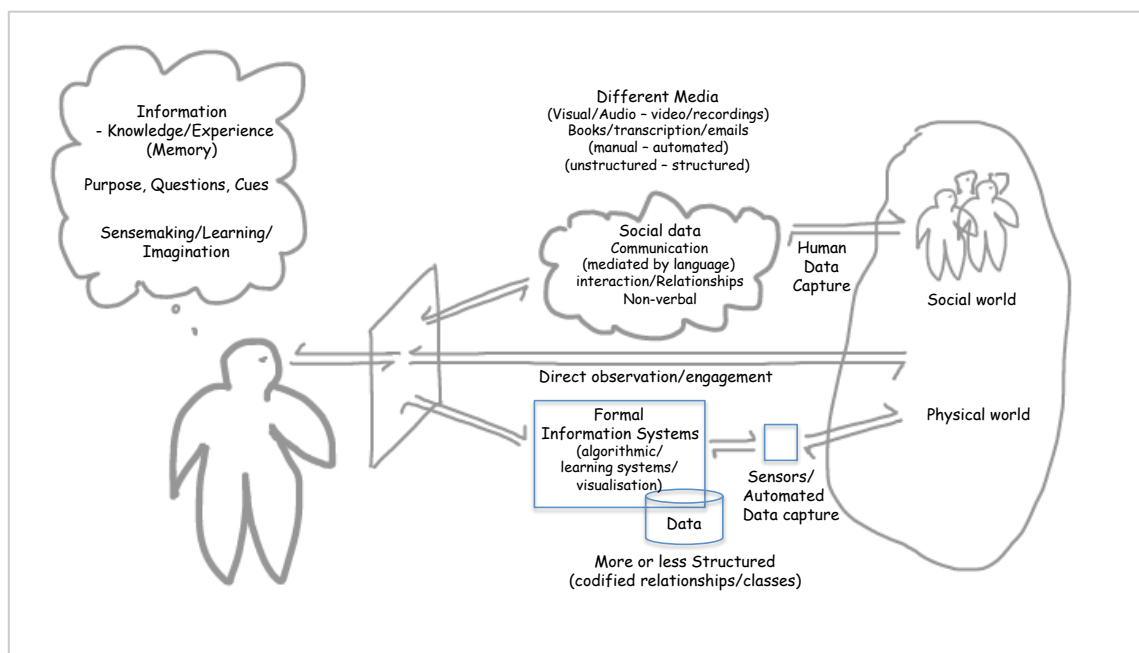 Information
- Knowledge/Experience
(Memory)
Purpose, Questions, Cues
Sensemaking/Learning/
Imagination
Different Media
(Visual/Audio – video/recordings)
Books/transcription/emails
(manual – automated)
(unstructured – structured)
Social data
Communication
(mediated by language)
interaction/Relationships
Non-verbal
Human
Data
Capture
Social world
Direct observation/engagement
Physical world
Formal
Information Systems
(algorithmic/
learning systems/
visualisation)
Data
Sensors/
Automated
Data capture
More or less Structured
(codified relationships/classes)